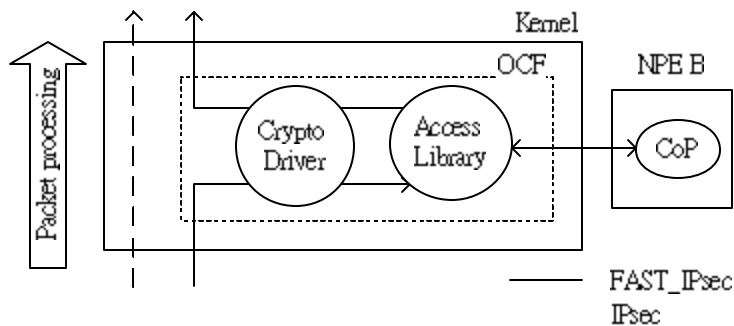 Kernel
OCF
NPE B
Packet processing
Crypto
Driver
Access
Library
CoP
FAST_IPsec
IPsec